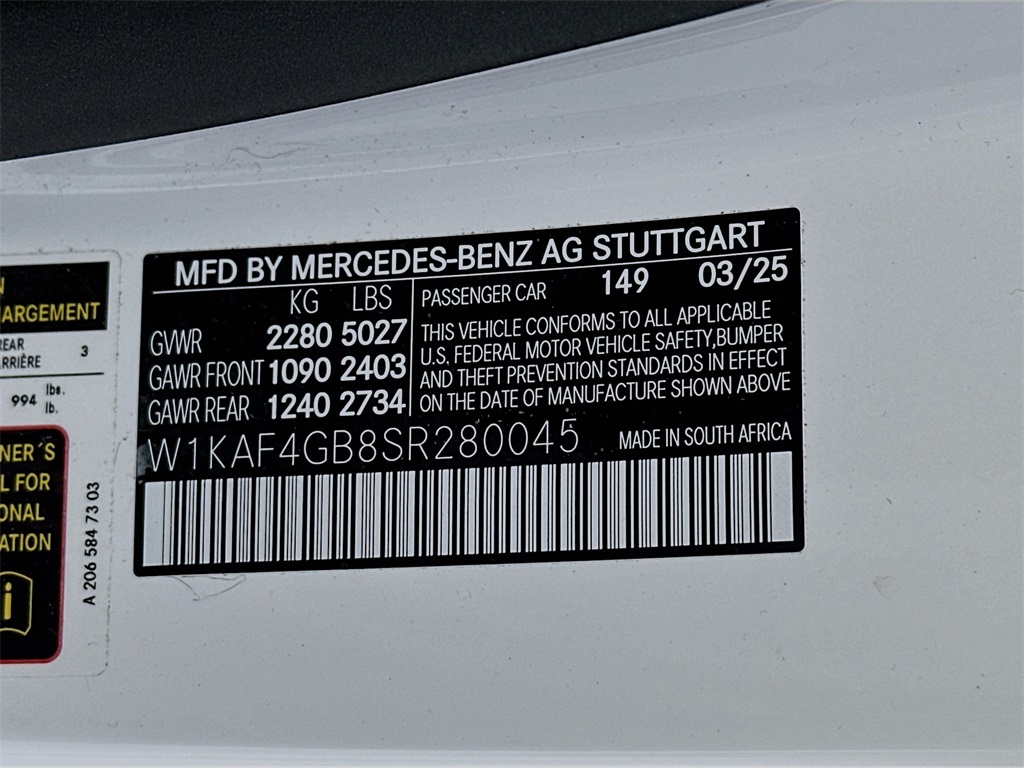 MFD BY MERCEDES-BENZ AG STUTTGART
KG LBS
GVWR 2280 5027
GAWR FRONT 1090 2403
GAWR REAR 1240 2734
PASSENGER CAR 149 03/25
THIS VEHICLE CONFORMS TO ALL APPLICABLE
U.S. FEDERAL MOTOR VEHICLE SAFETY,BUMPER
AND THEFT PREVENTION STANDARDS IN EFFECT
ON THE DATE OF MANUFACTURE SHOWN ABOVE
W1KAF4GB8SR280045 MADE IN SOUTH AFRICA
N
HARGEMENT
REAR
ARRIÈRE 3
994 lbs.
lb.
NER´S
L FOR
ONAL
ATION
i
A 206 584 73 03